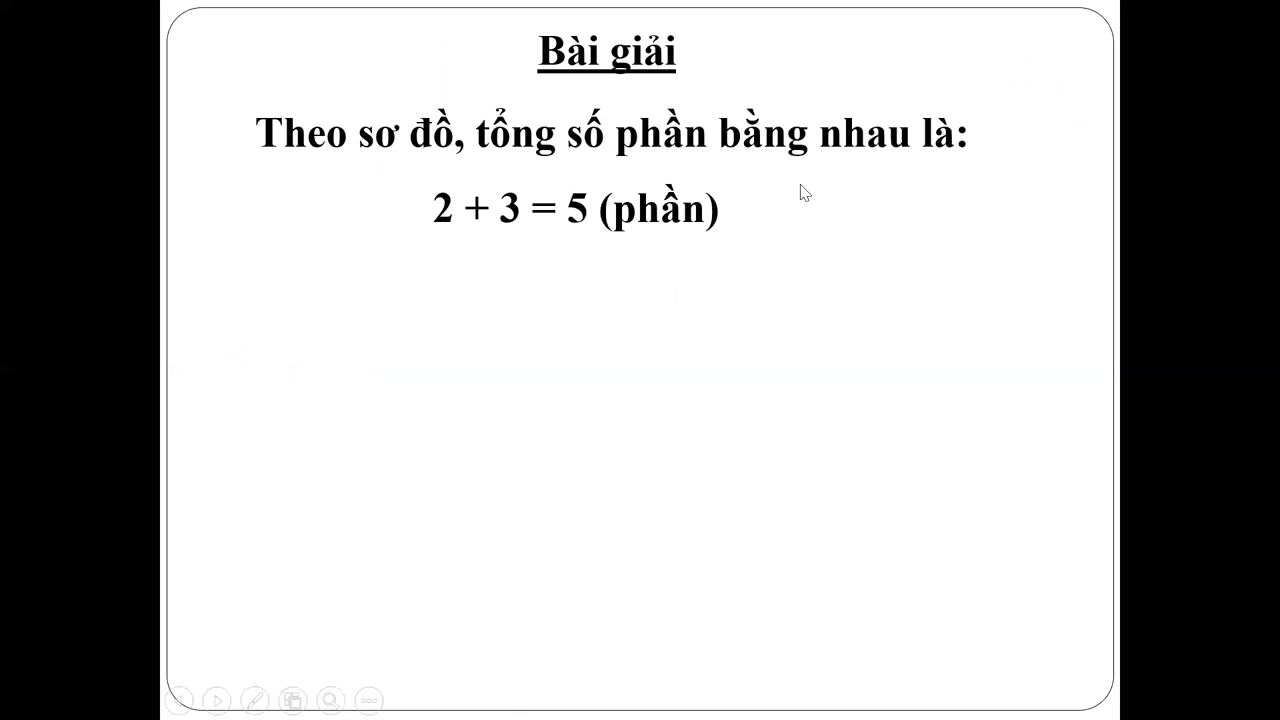 Bài giải
Theo sơ đồ, tổng số phần bằng nhau là:
2 + 3 = 5 (phần)